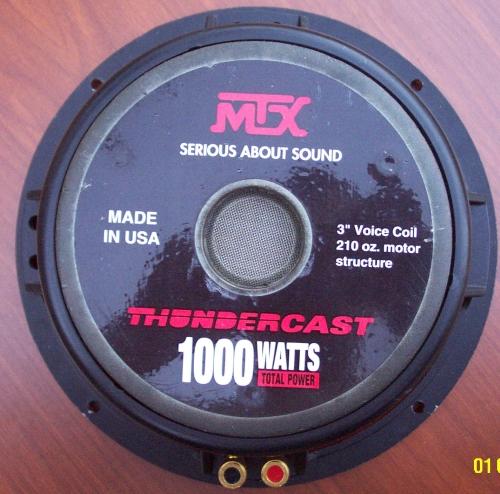 MTX
SERIOUS ABOUT SOUND
MADE
IN USA
3" Voice Coil
210 oz. motor
structure
THUNDERCAST
1000 WATTS
TOTAL POWER